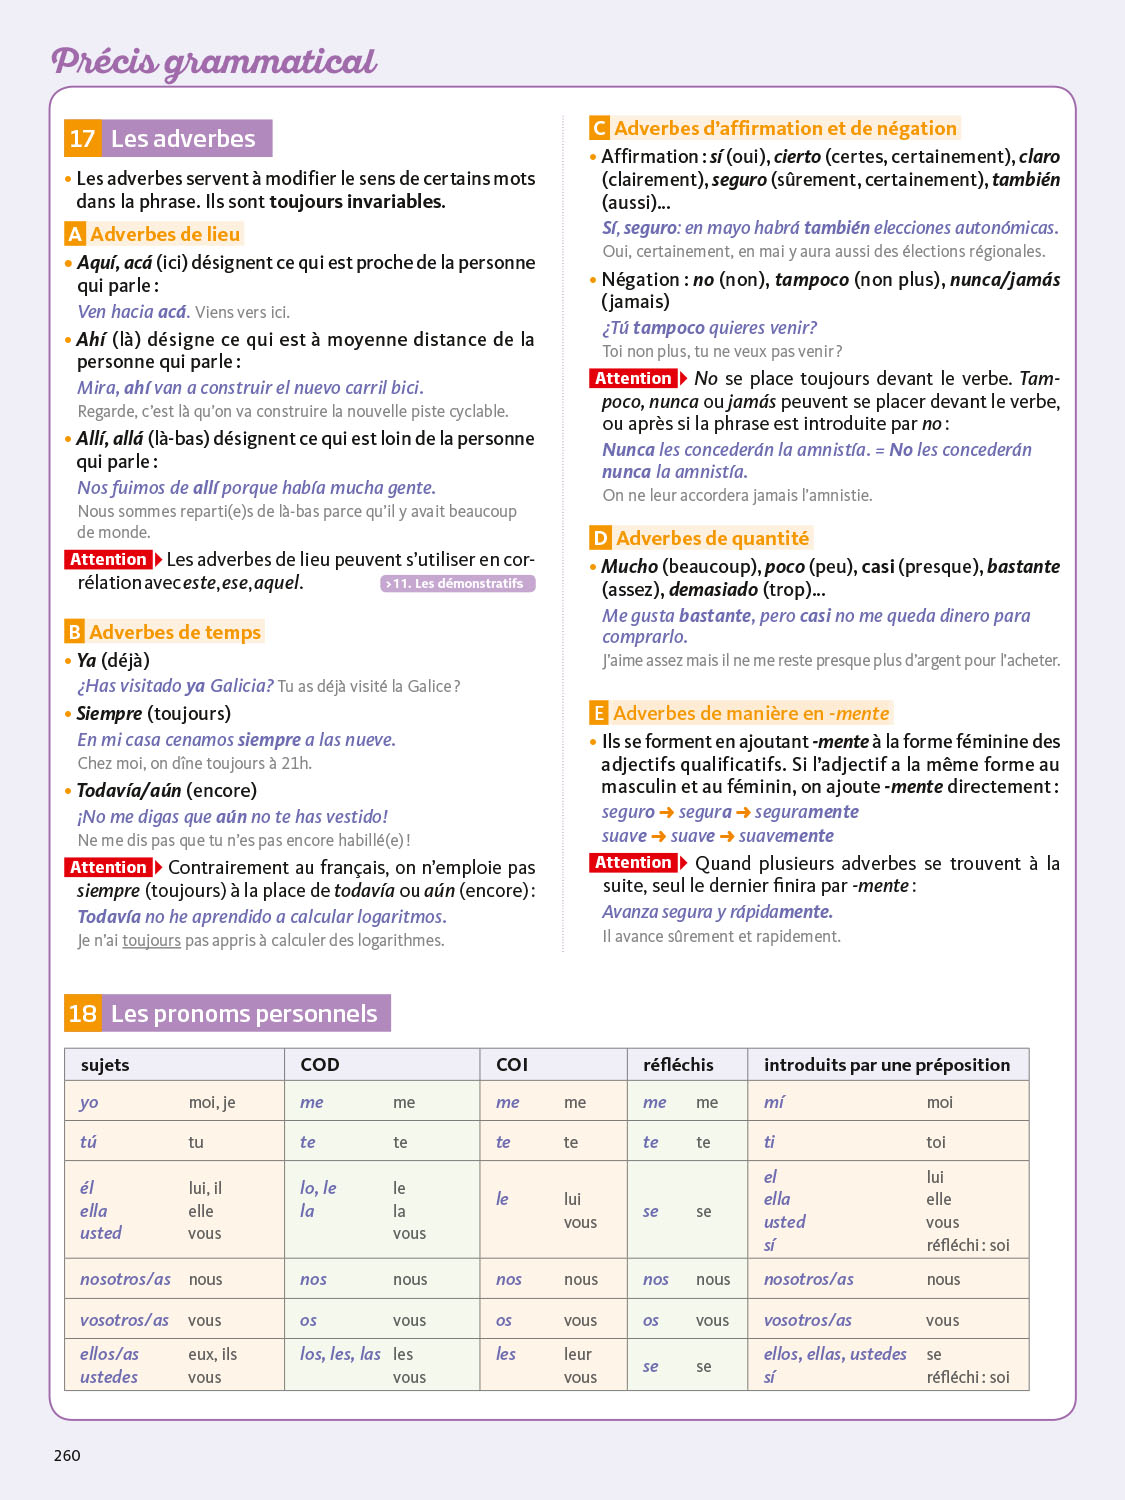 Précis grammatical
17 Les adverbes
• Les adverbes servent à modifier le sens de certains mots
dans la phrase. Ils sont toujours invariables.
A Adverbes de lieu
• Aquí, acá (ici) désignent ce qui est proche de la personne
qui parle :
Ven hacia acá. Viens vers ici.
• Ahí (là) désigne ce qui est à moyenne distance de la
personne qui parle :
Mira, ahí van a construir el nuevo carril bici.
Regarde, c'est là qu'on va construire la nouvelle piste cyclable.
• Allí, allá (là-bas) désignent ce qui est loin de la personne
qui parle :
Nos fuimos de allí porque había mucha gente.
Nous sommes reparti(e)s de là-bas parce qu'il y avait beaucoup
de monde.
Attention Les adverbes de lieu peuvent s'utiliser en cor-
rélation avec este, ese, aquel.
>11. Les démonstratifs
B Adverbes de temps
• Ya (déjà)
¿Has visitado ya Galicia? Tu as déjà visité la Galice ?
• Siempre (toujours)
En mi casa cenamos siempre a las nueve.
Chez moi, on dîne toujours à 21h.
• Todavía/aún (encore)
¡No me digas que aún no te has vestido!
Ne me dis pas que tu n'es pas encore habillé(e) !
Attention Contrairement au français, on n'emploie pas
siempre (toujours) à la place de todavía ou aún (encore) :
Todavía no he aprendido a calcular logaritmos.
Je n'ai toujours pas appris à calculer des logarithmes.
C Adverbes d'affirmation et de négation
• Affirmation : sí (oui), cierto (certes, certainement), claro
(clairement), seguro (sûrement, certainement), también
(aussi)...
Sí, seguro: en mayo habrá también elecciones autonómicas.
Oui, certainement, en mai y aura aussi des élections régionales.
• Négation : no (non), tampoco (non plus), nunca/jamás
(jamais)
¿Tú tampoco quieres venir?
Toi non plus, tu ne veux pas venir ?
Attention No se place toujours devant le verbe. Tam-
poco, nunca ou jamás peuvent se placer devant le verbe,
ou après si la phrase est introduite par no :
Nunca les concederán la amnistía. = No les concederán
nunca la amnistía.
On ne leur accordera jamais l'amnistie.
D Adverbes de quantité
• Mucho (beaucoup), poco (peu), casi (presque), bastante
(assez), demasiado (trop)...
Me gusta bastante, pero casi no me queda dinero para
comprarlo.
J'aime assez mais il ne me reste presque plus d'argent pour l'acheter.
E Adverbes de manière en -mente
• Ils se forment en ajoutant -mente à la forme féminine des
adjectifs qualificatifs. Si l'adjectif a la même forme au
masculin et au féminin, on ajoute -mente directement :
seguro ➜ segura ➜ seguramente
suave ➜ suave ➜ suavemente
Attention Quand plusieurs adverbes se trouvent à la
suite, seul le dernier finira par -mente :
Avanza segura y rápidamente.
Il avance sûrement et rapidement.
18 Les pronoms personnels
sujets COD COI réfléchis introduits par une préposition
yo moi, je me me me me me me mí moi
tú tu te te te te te te ti toi
él lui, il lo, le le le lui se se el lui
ella elle la la vous ella elle
usted vous vous usted vous
sí réfléchi : soi
nosotros/as nous nos nous nos nous nos nous nosotros/as nous
vosotros/as vous os vous os vous os vous vosotros/as vous
ellos/as eux, ils los, les, las les les leur se se ellos, ellas, ustedes se
ustedes vous vous vous sí réfléchi : soi
260